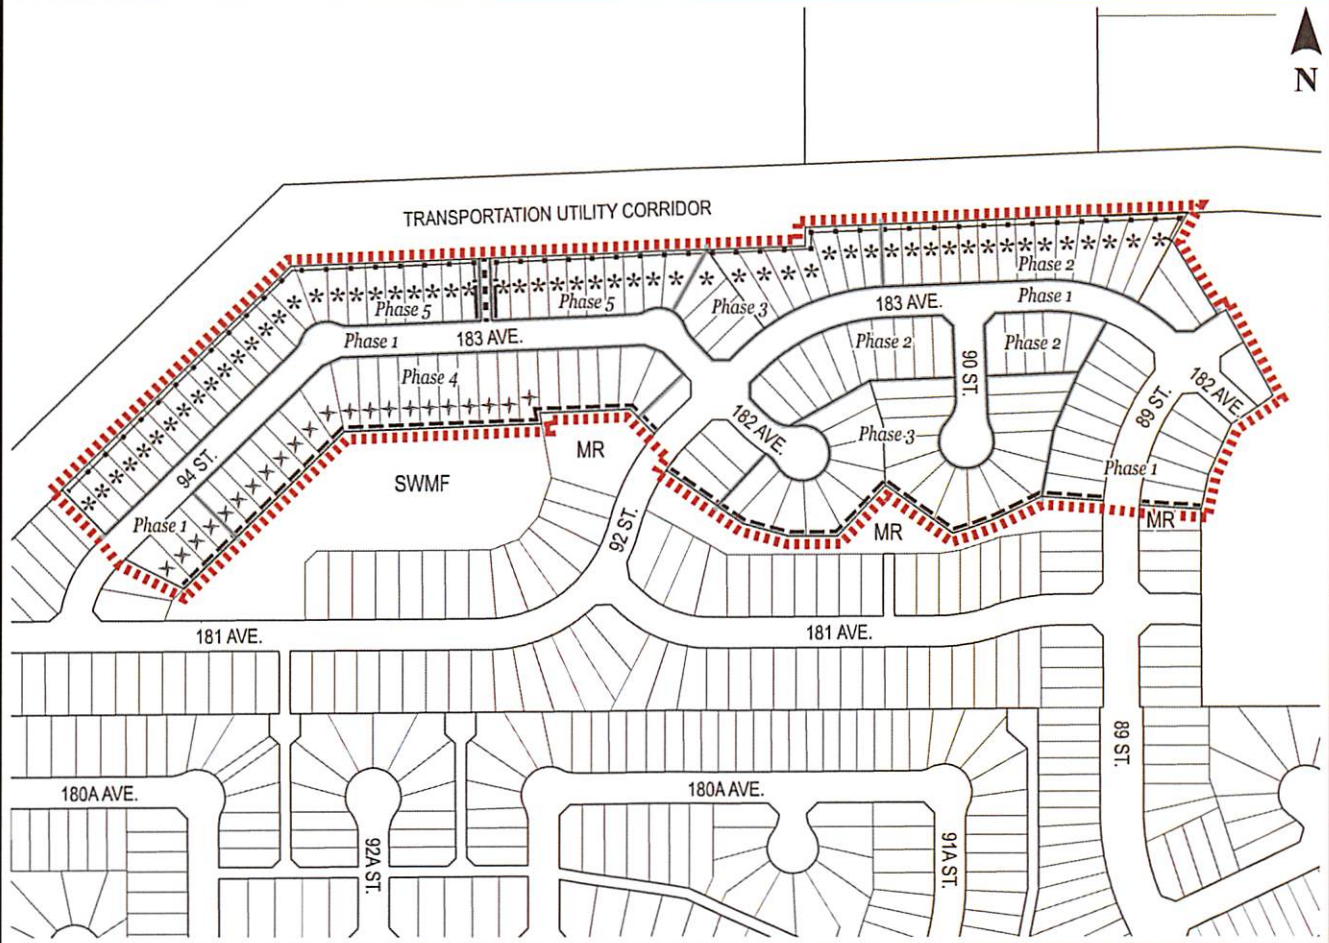 N
TRANSPORTATION UTILITY CORRIDOR
Phase 2
Phase 5
Phase 5
Phase 3
183 AVE.
Phase 1
Phase 1
183 AVE.
Phase 2
90 ST.
Phase 2
Phase 4
182 AVE.
89 ST.
182 AVE.
Phase 3
MR
94 ST.
SWMF
Phase 1
Phase 1
92 ST.
MR
MR
181 AVE.
181 AVE.
89 ST.
180A AVE.
180A AVE.
92A ST.
91A ST.